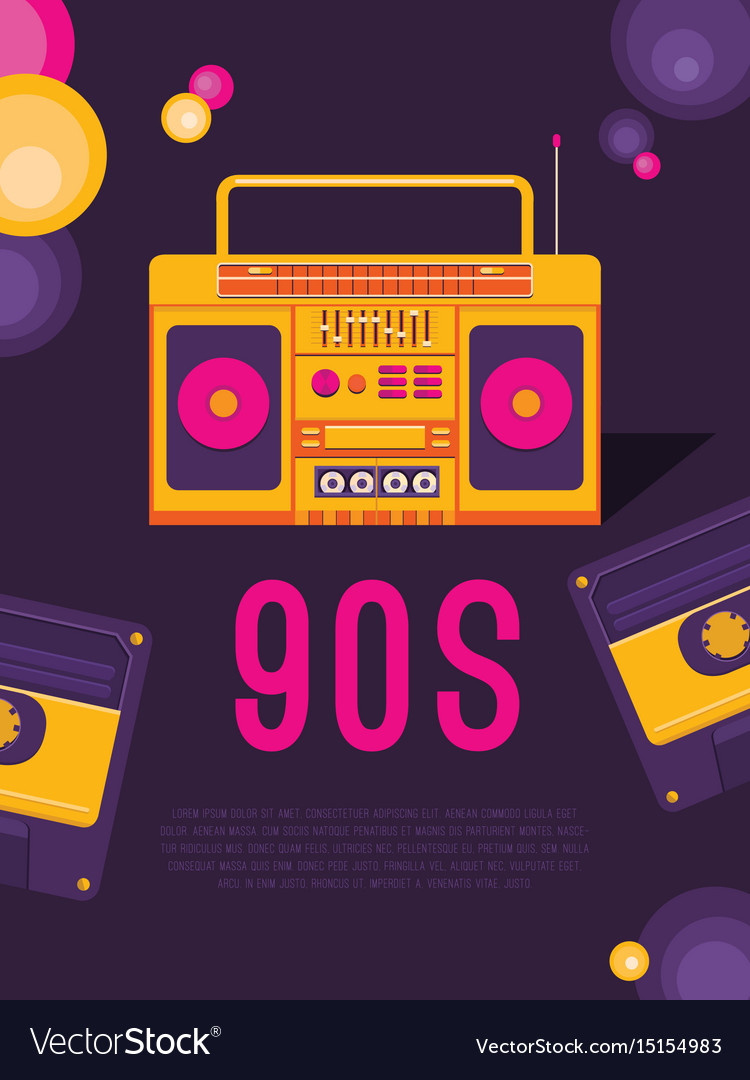 90S
LOREM IPSUM DOLOR SIT AMET, CONSECTETUER ADIPISCING ELIT. AENEAN COMMODO LIGULA EGET
DOLOR. AENEAN MASSA. CUM SOCIIS NATOQUE PENATIBUS ET MAGNIS DIS PARTURIENT MONTES, NASCE-
TUR RIDICULUS MUS. DONEC QUAM FELIS, ULTRICIES NEC, PELLENTESQUE EU, PRETIUM QUIS, SEM.
CONSEQUAT MASSA QUIS ENIM. DONEC PEDE JUSTO, FRINGILLA VEL, ALIQUET NEC, VULPUTATE EGET,
ARCU. IN ENIM JUSTO, RHONCUS UT, IMPERDIET A, VENENATIS VITAE, JUSTO
VectorStock®
VectorStock.com/15154983